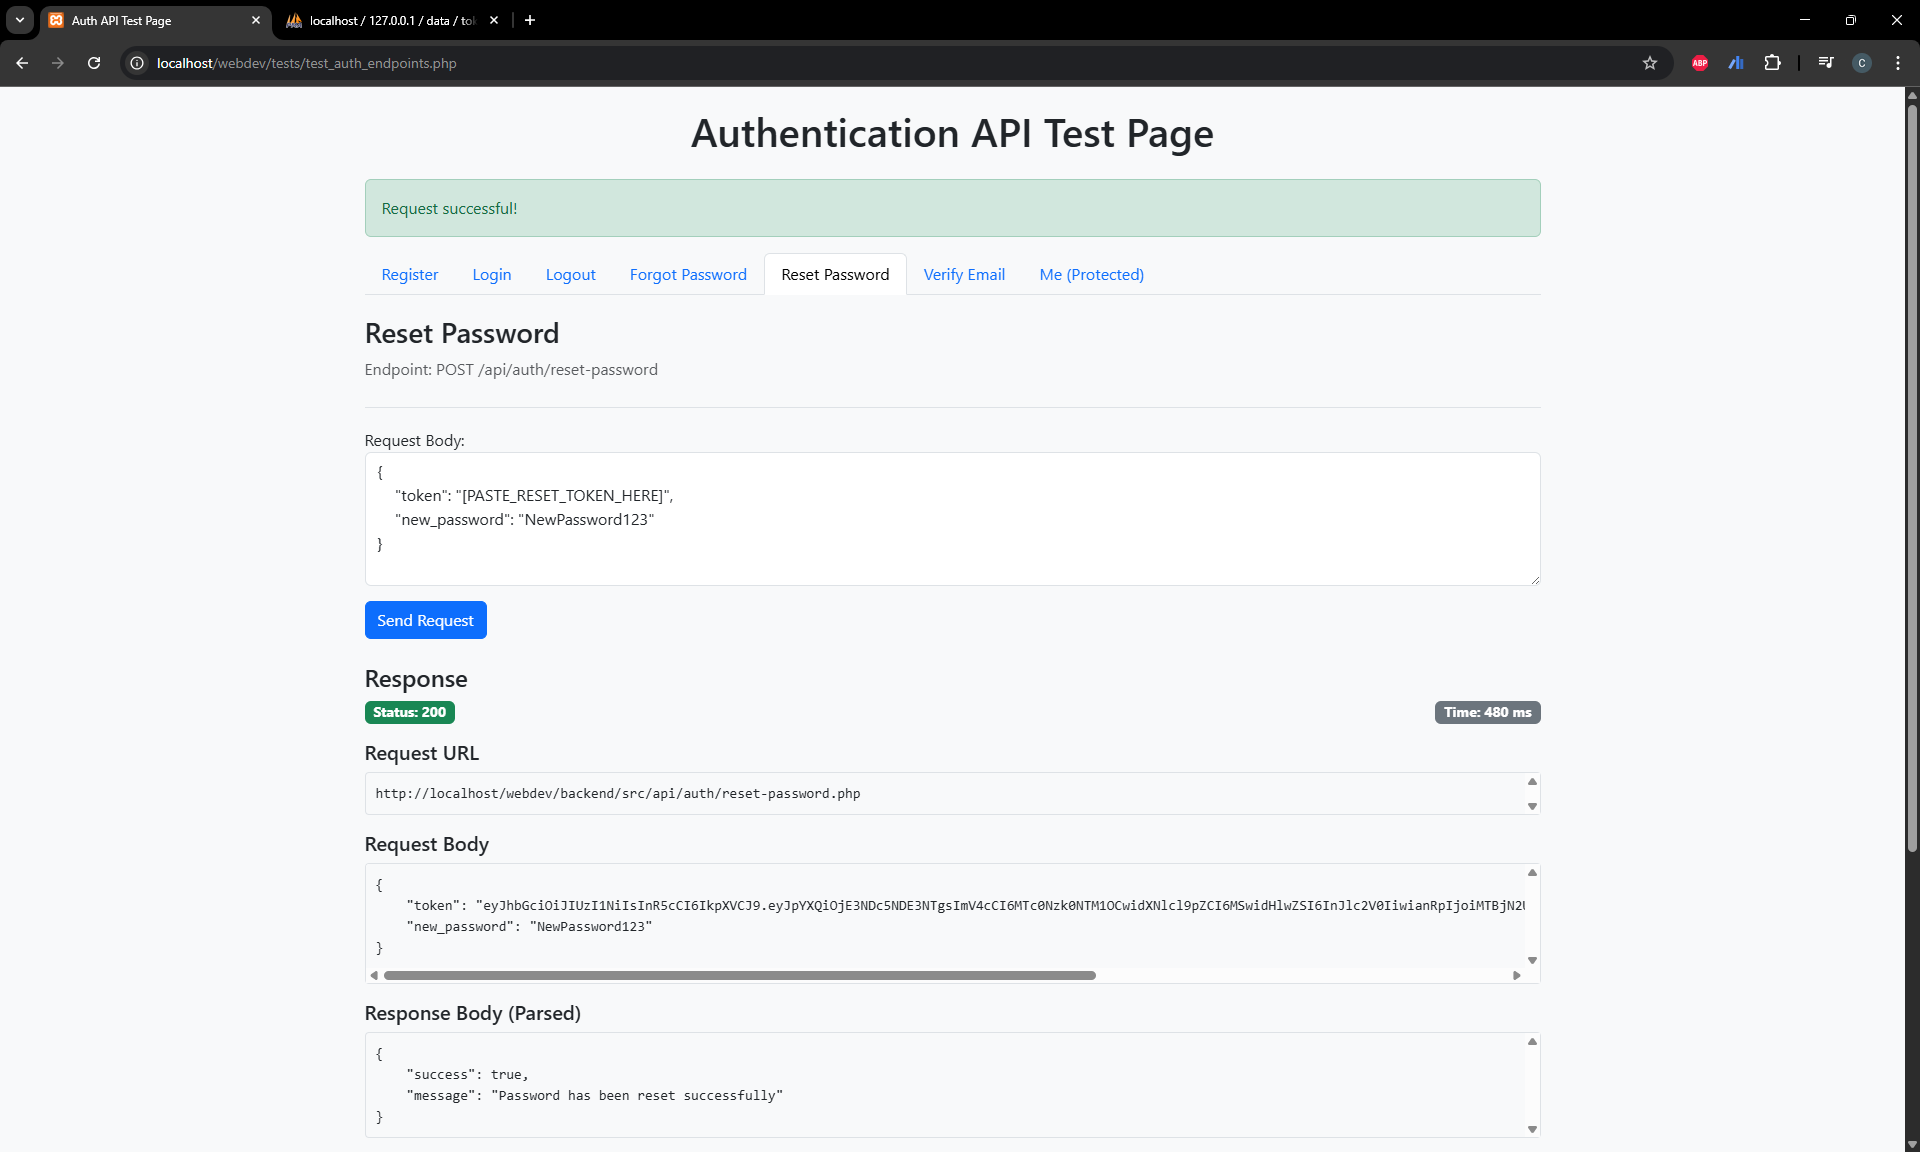 Auth API Test Page
localhost / 127.0.0.1 / data / tok
localhost/webdev/tests/test_auth_endpoints.php
ABP
C
Authentication API Test Page
Request successful!
Register
Login
Logout
Forgot Password
Reset Password
Verify Email
Me (Protected)
Reset Password
Endpoint: POST /api/auth/reset-password
Request Body:
{
"token": "[PASTE_RESET_TOKEN_HERE]",
"new_password": "NewPassword123"
}
Send Request
Response
Status: 200
Time: 480 ms
Request URL
http://localhost/webdev/backend/src/api/auth/reset-password.php
Request Body
{
"token": "eyJhbGciOiJIUzI1NiIsInR5cCI6IkpXVCJ9.eyJpYXQiOjE3NDc5NDE3NTgsImV4cCI6MTc0Nzk0NTM1OCwidXNlcl9pZCI6MSwidHlwZSI6InJlc2V0IiwianRpIjoiMTBjN2U
"new_password": "NewPassword123"
}
Response Body (Parsed)
{
"success": true,
"message": "Password has been reset successfully"
}